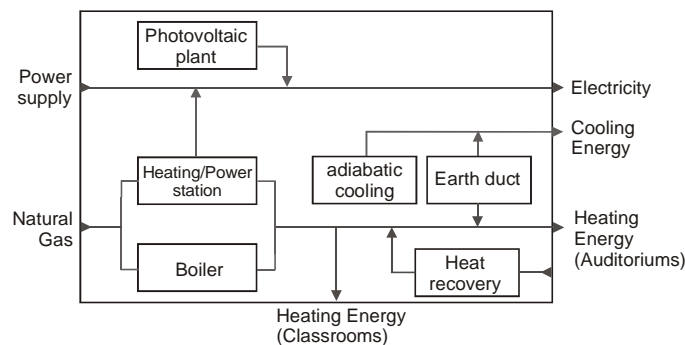 Photovoltaic
plant
Power
supply
Electricity
Cooling
Energy
Heating/Power
station
adiabatic
cooling
Earth duct
Natural
Gas
Heating
Energy
(Auditoriums)
Boiler
Heat
recovery
Heating Energy
(Classrooms)